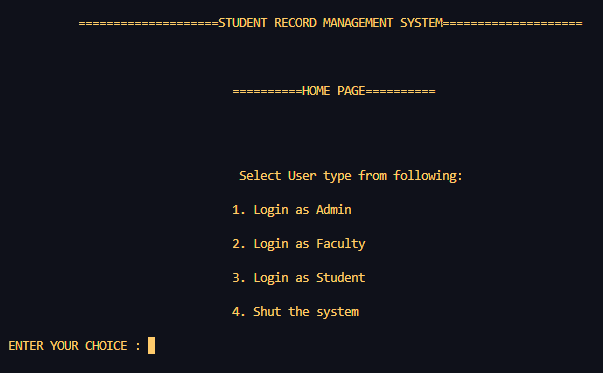 ====================STUDENT RECORD MANAGEMENT SYSTEM====================
==========HOME PAGE==========
Select User type from following:
1. Login as Admin
2. Login as Faculty
3. Login as Student
4. Shut the system
ENTER YOUR CHOICE :